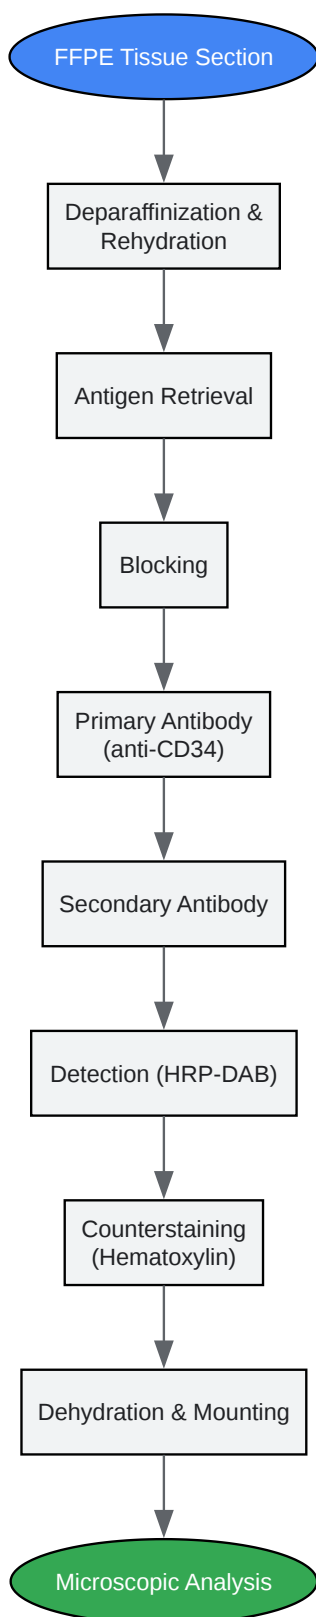 FFPE Tissue Section
Deparaffinization &
Rehydration
Antigen Retrieval
Blocking
Primary Antibody
(anti-CD34)
Secondary Antibody
Detection (HRP-DAB)
Counterstaining
(Hematoxylin)
Dehydration & Mounting
Microscopic Analysis